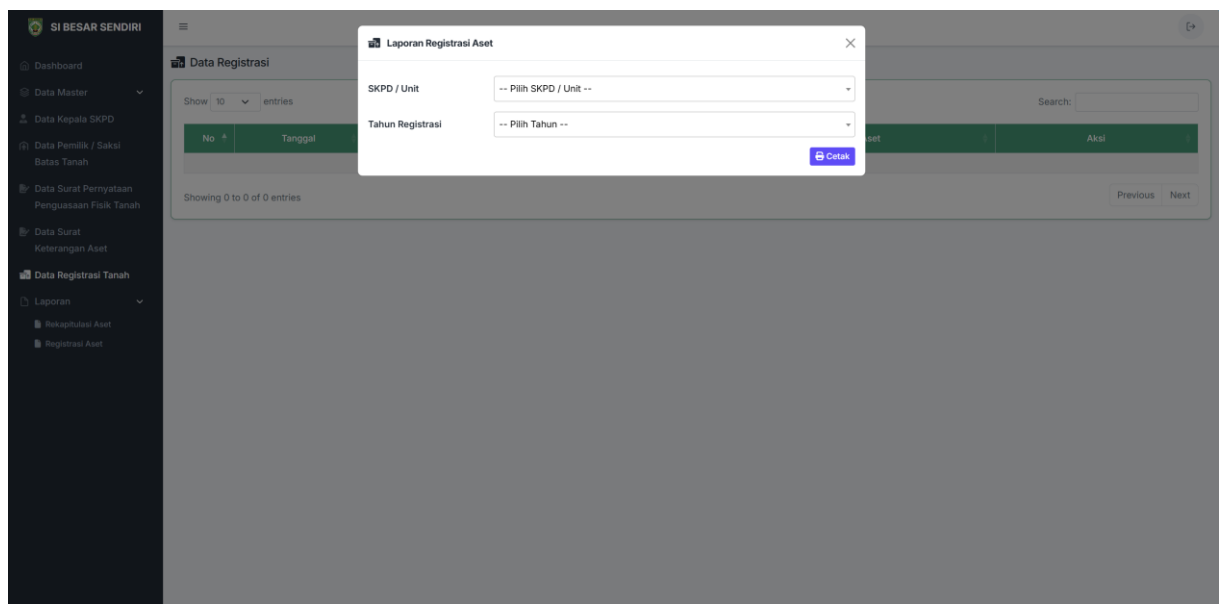 SI BESAR SENDIRI
Dashboard
Data Master
Data Kepala SKPD
Data Pemilik / Saksi
Batas Tanah
Data Surat Pernyataan
Penguasaan Fisik Tanah
Data Surat
Keterangan Aset
Data Registrasi Tanah
Laporan
Rekapitulasi Aset
Registrasi Aset
Data Registrasi
Show 10 entries
Search:
No Tanggal set Aksi
Showing 0 to 0 of 0 entries
Previous Next
Laporan Registrasi Aset
SKPD / Unit -- Pilih SKPD / Unit --
Tahun Registrasi -- Pilih Tahun --
Cetak